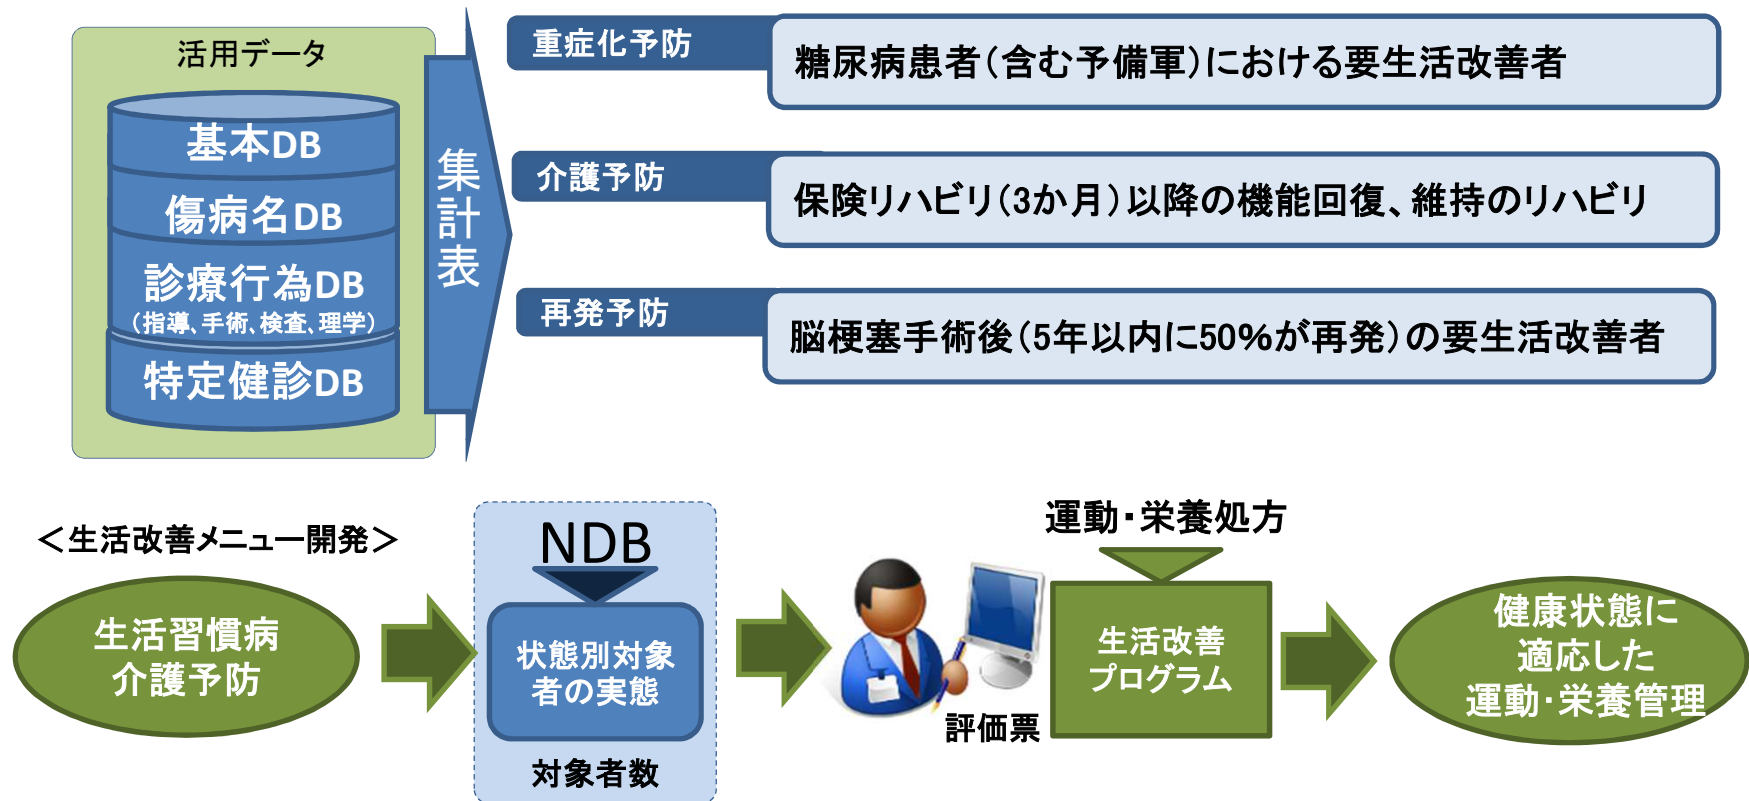 活用データ
基本DB
傷病名DB
診療行為DB
（指導、手術、検査、理学）
特定健診DB
集計表
重症化予防
糖尿病患者（含む予備軍）における要生活改善者
介護予防
保険リハビリ（3か月）以降の機能回復、維持のリハビリ
再発予防
脳梗塞手術後（5年以内に50%が再発）の要生活改善者
＜生活改善メニュー開発＞
生活習慣病
介護予防
NDB
状態別対象
者の実態
対象者数
評価票
運動・栄養処方
生活改善
プログラム
健康状態に
適応した
運動・栄養管理